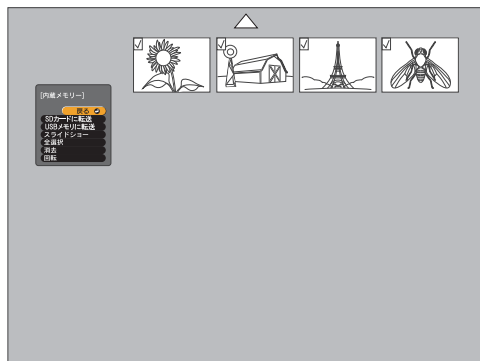 [内蔵メモリー]
戻る
SDカードに転送
USBメモリに転送
スライドショー
全選択
消去
回転